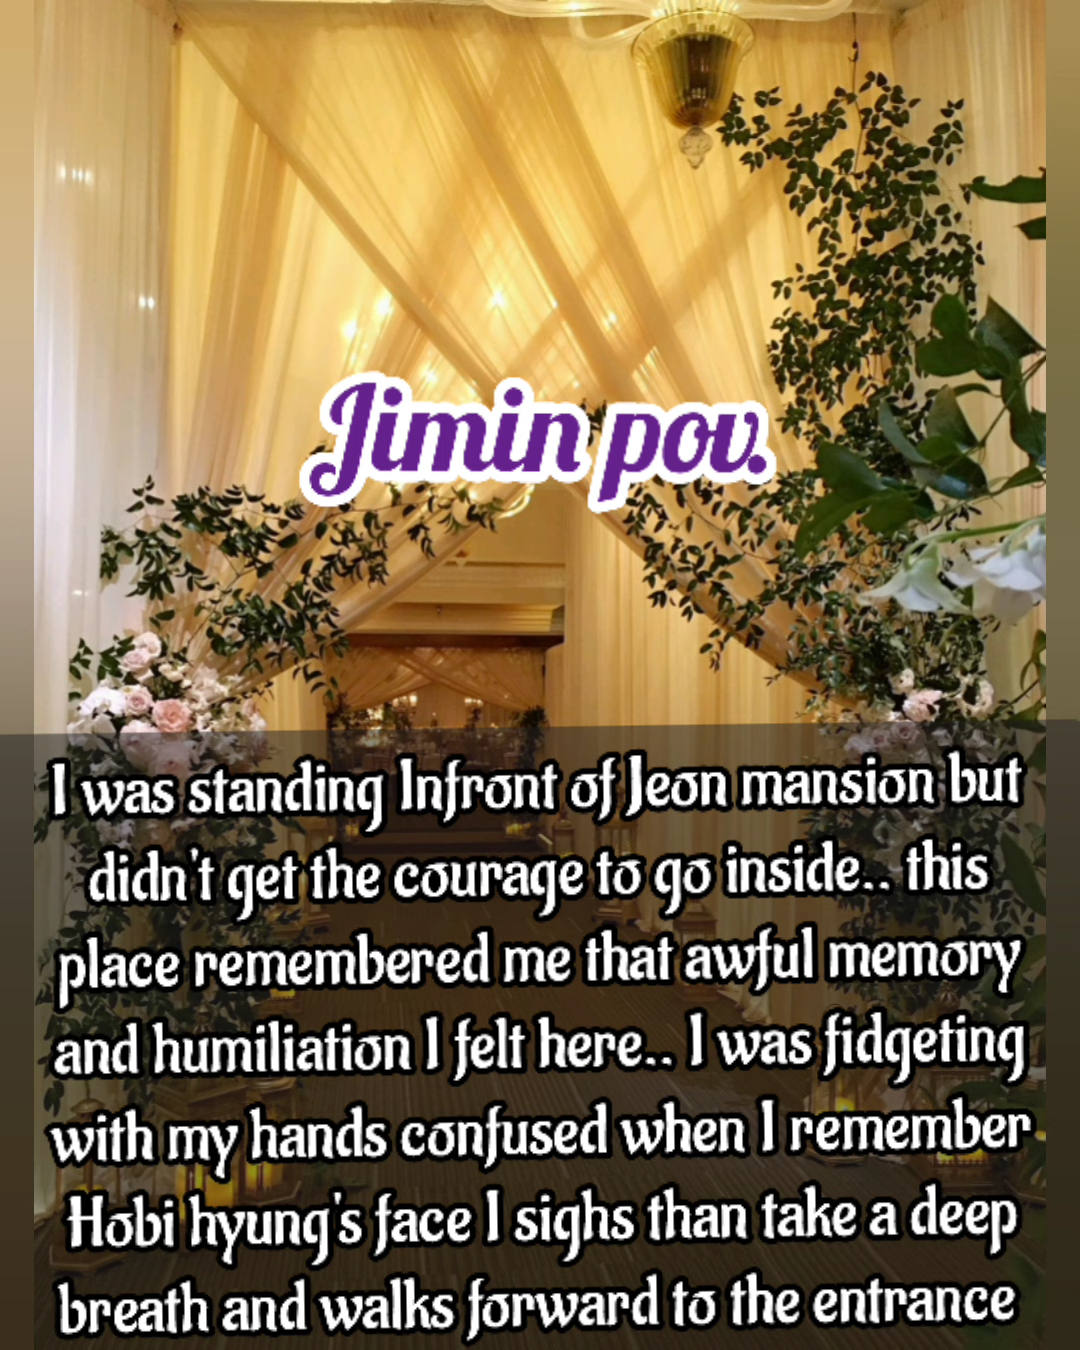 Jimin pov.
I was standing Infront of Jeon mansion but
didn't get the courage to go inside.. this
place remembered me that awful memory
and humiliation I felt here.. I was fidgeting
with my hands confused when I remember
Hobi hyung's face I sighs than take a deep
breath and walks forward to the entrance